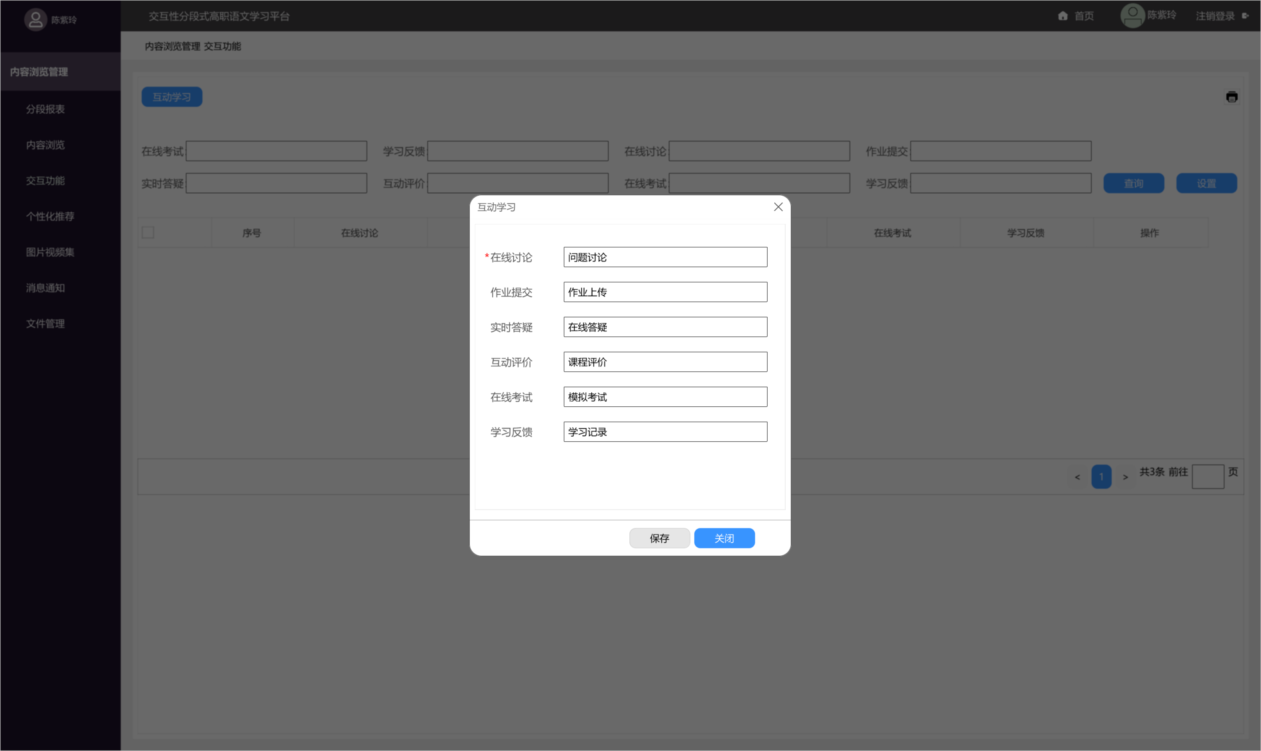 陈紫玲
交互性分段式高职语文学习平台
首页
陈紫玲
注销登录
内容浏览管理 交互功能
内容浏览管理
分段报表
内容浏览
交互功能
个性化推荐
图片视频集
消息通知
文件管理
互动学习
在线考试
学习反馈
在线讨论
作业提交
实时答疑
互动评价
在线考试
学习反馈
查询
设置
序号
在线讨论
在线考试
学习反馈
操作
互动学习
*在线讨论 问题讨论
作业提交 作业上传
实时答疑 在线答疑
互动评价 课程评价
在线考试 模拟考试
学习反馈 学习记录
保存
关闭
< 1 > 共3条 前往 页